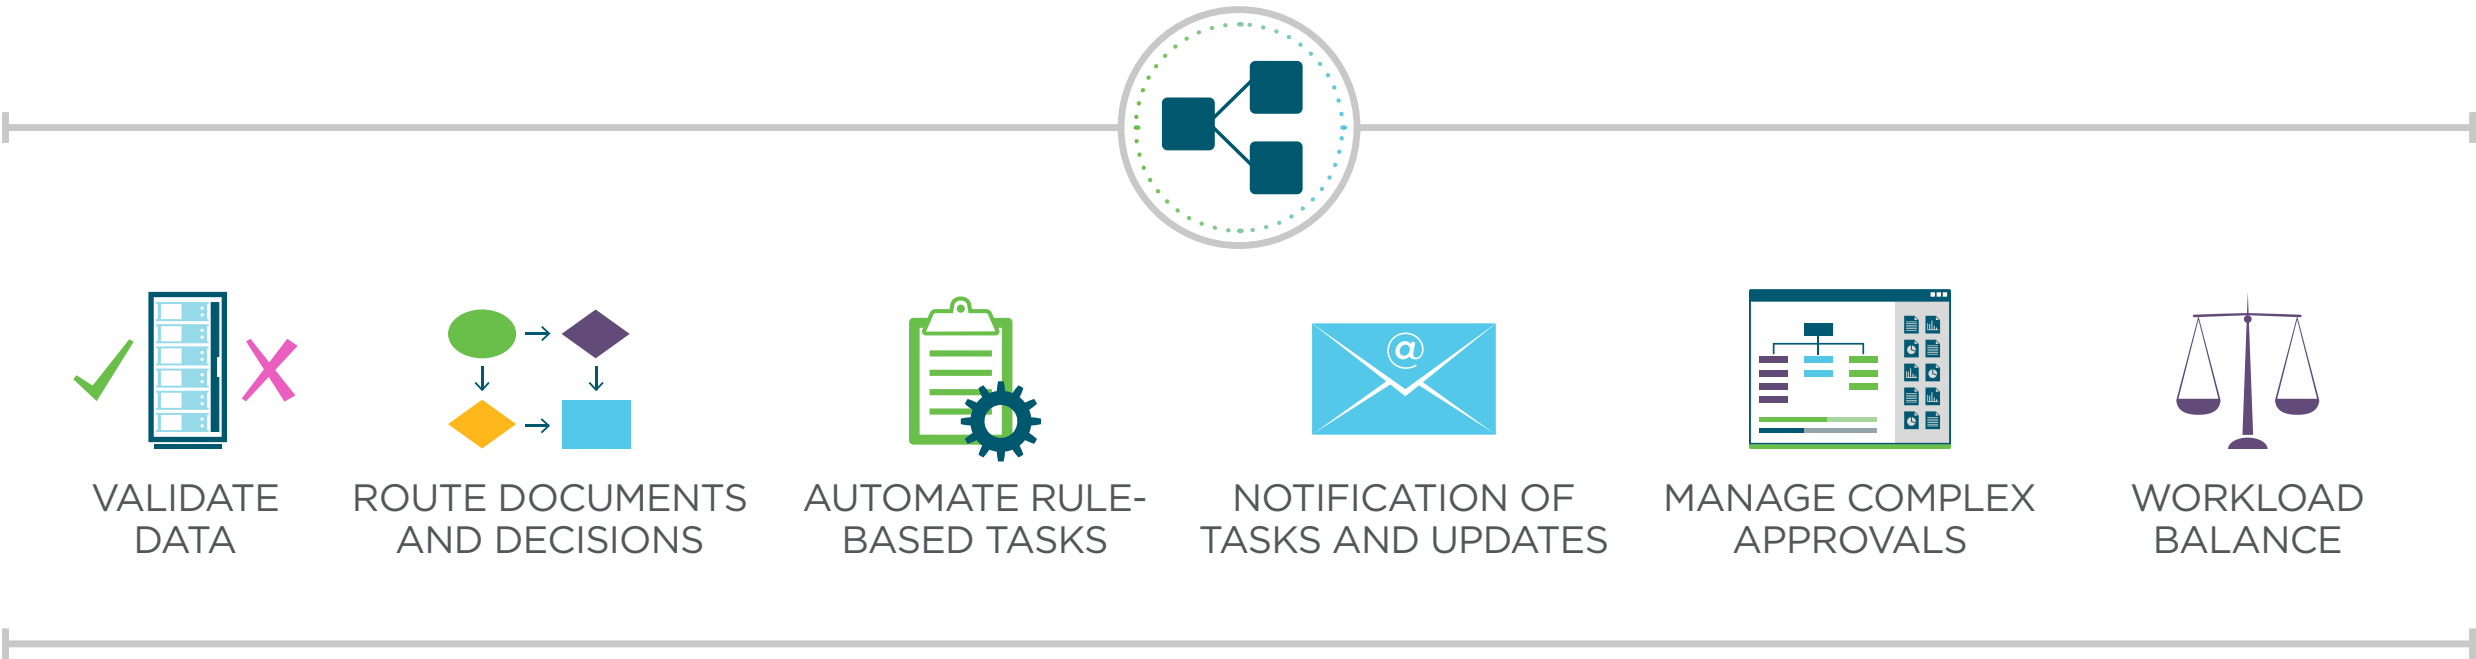 @
VALIDATE
DATA
ROUTE DOCUMENTS
AND DECISIONS
AUTOMATE RULE-
BASED TASKS
NOTIFICATION OF
TASKS AND UPDATES
MANAGE COMPLEX
APPROVALS
WORKLOAD
BALANCE